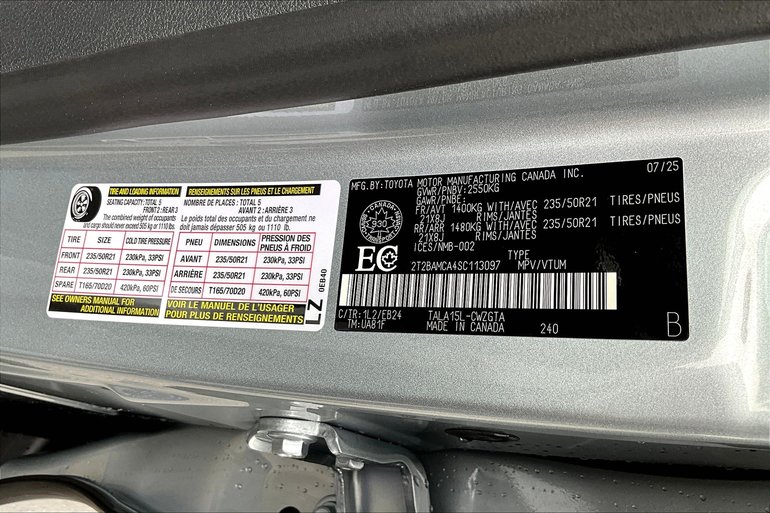 TIRE AND LOADING INFORMATION
SEATING CAPACITY: TOTAL 5
FRONT 2: REAR 3
The combined weight of occupants
and cargo should never exceed 505 kg or 1110 lbs.
TIRE SIZE COLD TIRE PRESSURE
FRONT 235/50R21 230kPa, 33PSI
REAR 235/50R21 230kPa, 33PSI
SPARE T165/70D20 420kPa, 60PSI
SEE OWNERS MANUAL FOR
ADDITIONAL INFORMATION
RENSEIGNEMENTS SUR LES PNEUS ET LE CHARGEMENT
NOMBRE DE PLACES: TOTAL 5
AVANT 2: ARRIÈRE 3
Le poids total des occupants et du chargement ne
doit jamais dépasser 505 kg ou 1110 lb.
PNEU DIMENSIONS PRESSION DES PNEUS À FROID
AVANT 235/50R21 230kPa, 33PSI
ARRIÈRE 235/50R21 230kPa, 33PSI
DE SECOURS T165/70D20 420kPa, 60PSI
VOIR LE MANUEL DE L'USAGER
POUR PLUS DE RENSEIGNEMENTS
0EB40
LZ
MFG.BY:TOYOTA MOTOR MANUFACTURING CANADA INC. 07/25
GVWR/PNBV:2550KG
GAWR/PNBE:
FR/AVT 1400KG WITH/AVEC 235/50R21 TIRES/PNEUS
21X8J RIMS/JANTES
RR/ARR 1480KG WITH/AVEC 235/50R21 TIRES/PNEUS
21X8J RIMS/JANTES
ICES/NMB-002
930
EC
TYPE
2T2BAMCA4SC113097 MPV/VTUM
C/TR:1L2/EB24 TALA15L-CWZGTA
TM:UA81F MADE IN CANADA 240 B